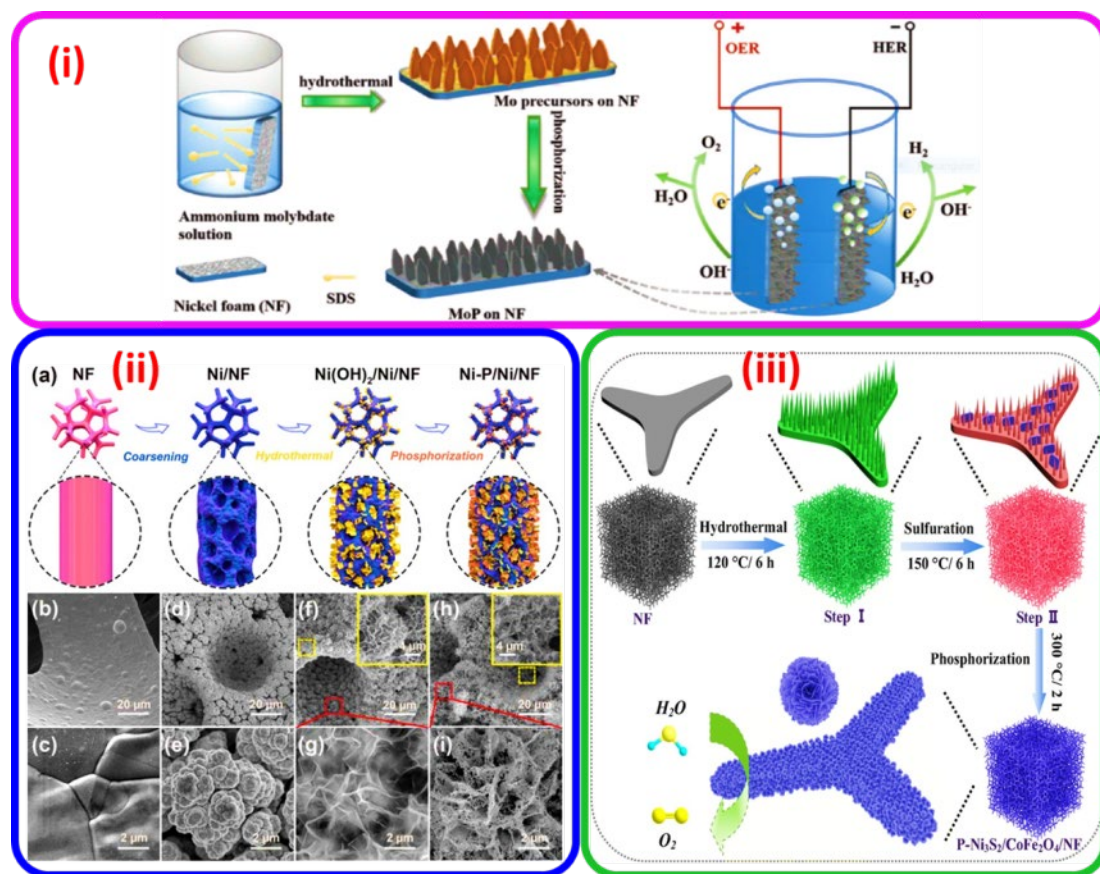 (i)
hydrothermal
Mo precursors on NF
phosphorization
Ammonium molybdate
solution
Nickel foam (NF)
SDS
MoP on NF
+
OER
−
HER
O₂
H₂O
e⁻
OH⁻
H₂
OH⁻
e⁻
H₂O
(ii)
(a) NF
Ni/NF
Ni(OH)₂/Ni/NF
Ni-P/Ni/NF
Coarsening
Hydrothermal
Phosphorization
(b)
20 μm
(d)
20 μm
(f)
4 μm
20 μm
(h)
4 μm
20 μm
(c)
2 μm
(e)
2 μm
(g)
2 μm
(i)
2 μm
(iii)
NF
Hydrothermal
120 °C/ 6 h
Step Ⅰ
Sulfuration
150 °C/ 6 h
Step Ⅱ
Phosphorization
300 °C/ 2 h
H₂O
O₂
P-Ni₃S₂/CoFe₂O₄/NF